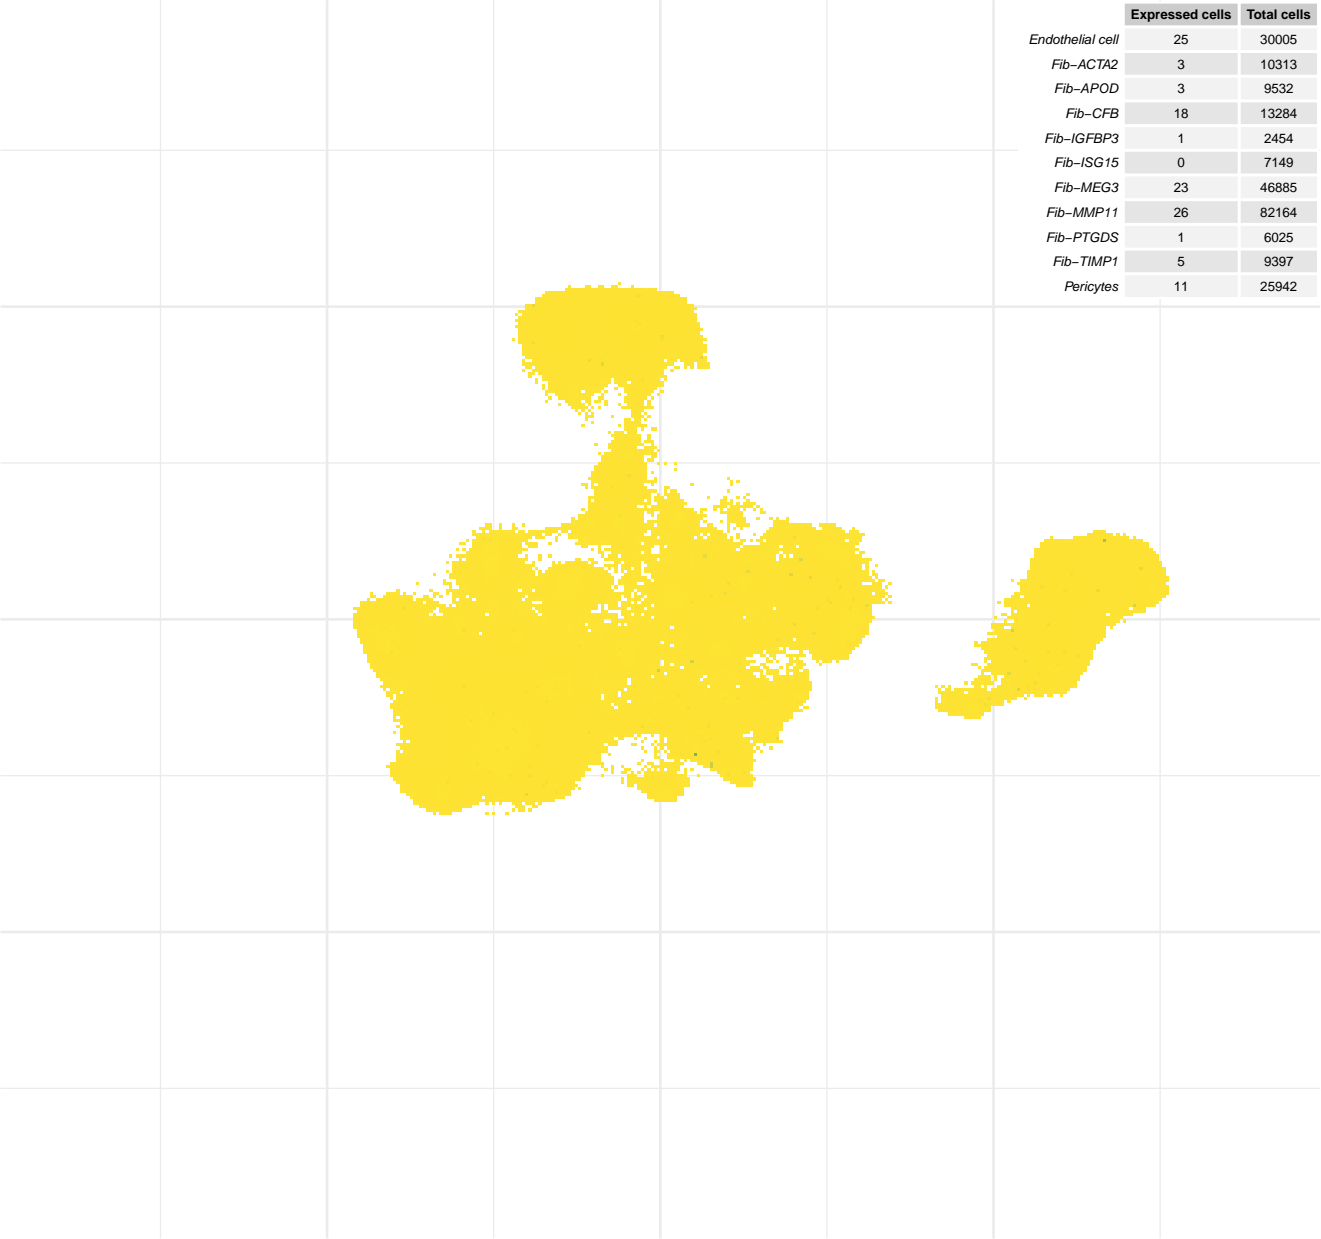 Expressed cells Total cells
Endothelial cell 25 30005
Fib−ACTA2 3 10313
Fib−APOD 3 9532
Fib−CFB 18 13284
Fib−IGFBP3 1 2454
Fib−ISG15 0 7149
Fib−MEG3 23 46885
Fib−MMP11 26 82164
Fib−PTGDS 1 6025
Fib−TIMP1 5 9397
Pericytes 11 25942